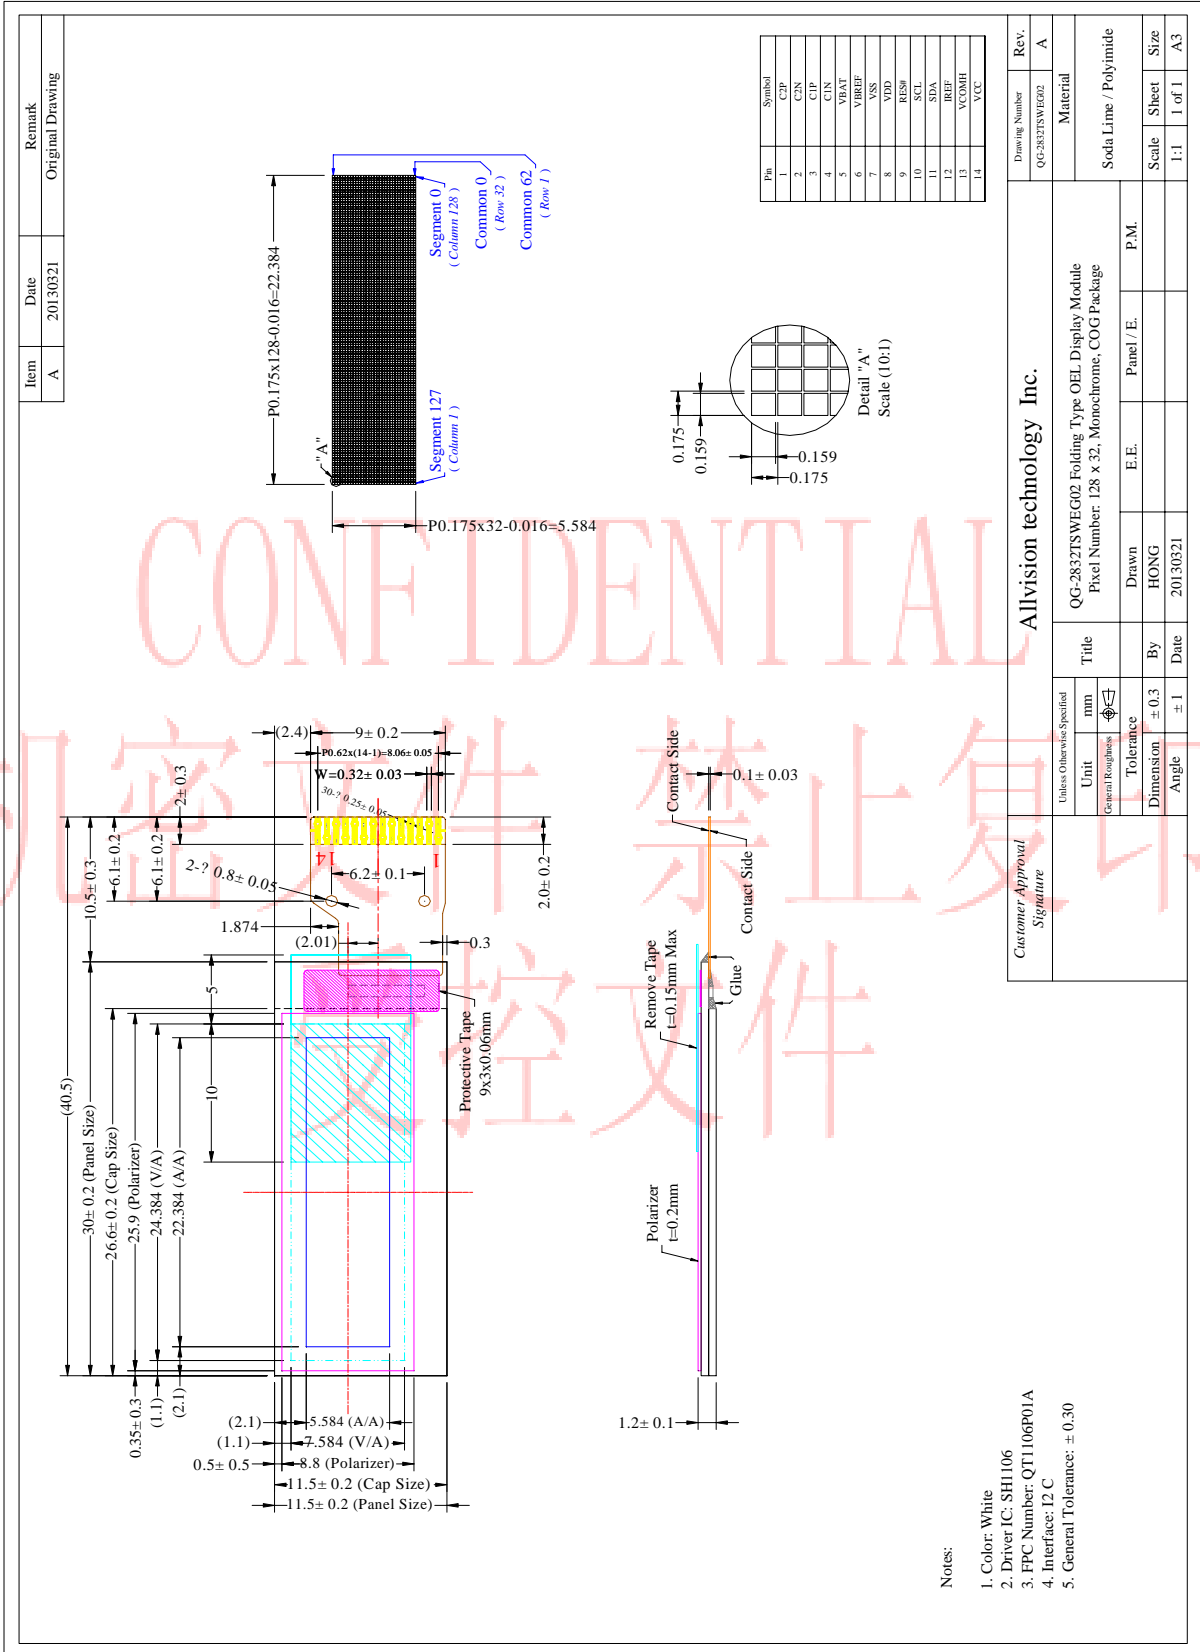 Item Date Remark
A 20130321 Original Drawing
P0.175x128-0.016=22.384
"A"
Segment 127
( Column 1 )
Segment 0
( Column 128 )
Common 0
( Row 32 )
Common 62
( Row 1 )
P0.175x32-0.016=5.584
Pin Symbol
1 C2P
2 C2N
3 C1P
4 C1N
5 VBAT
6 VBREF
7 VSS
8 VDD
9 RES#
10 SCL
11 SDA
12 IREF
13 VCOMH
14 VCC
0.175
0.159
0.159
0.175
Detail "A"
Scale (10:1)
CONFIDENTIAL
机密文件 禁止复印
受控文件
(40.5)
30± 0.2 (Panel Size)
26.6± 0.2 (Cap Size)
25.9 (Polarizer)
24.384 (V/A)
22.384 (A/A)
0.35± 0.3
(1.1)
(2.1)
10.5± 0.3
6.1± 0.2
6.1± 0.2
2± 0.3
5
10
(2.4)
9± 0.2
P0.62x(14-1)=8.06± 0.05
W=0.32± 0.03
30-? 0.25± 0.05
14
1
2-? 0.8± 0.05
6.2± 0.1
1.874
(2.01)
0.3
2.0± 0.2
Protective Tape
9x3x0.06mm
(2.1)
5.584 (A/A)
(1.1)
7.584 (V/A)
0.5± 0.5
8.8 (Polarizer)
11.5± 0.2 (Cap Size)
11.5± 0.2 (Panel Size)
Polarizer
t=0.2mm
Remove Tape
t=0.15mm Max
Glue
Contact Side
Contact Side
0.1± 0.03
1.2± 0.1
Notes:
1. Color: White
2. Driver IC: SH1106
3. FPC Number: QT1106P01A
4. Interface: I2 C
5. General Tolerance: ± 0.30
Customer Approval
Signature
Allvision technology Inc.
Drawing Number Rev.
QG-2832TSWEG02 A
Unless Otherwise Specified
Unit mm
General Roughness
Tolerance
Dimension ± 0.3
Angle ± 1
Title
QG-2832TSWEG02 Folding Type OEL Display Module
Pixel Number: 128 x 32, Monochrome, COG Package
Material
Soda Lime / Polyimide
Drawn E.E. Panel / E. P.M.
By HONG
Date 20130321
Scale Sheet Size
1:1 1 of 1 A3